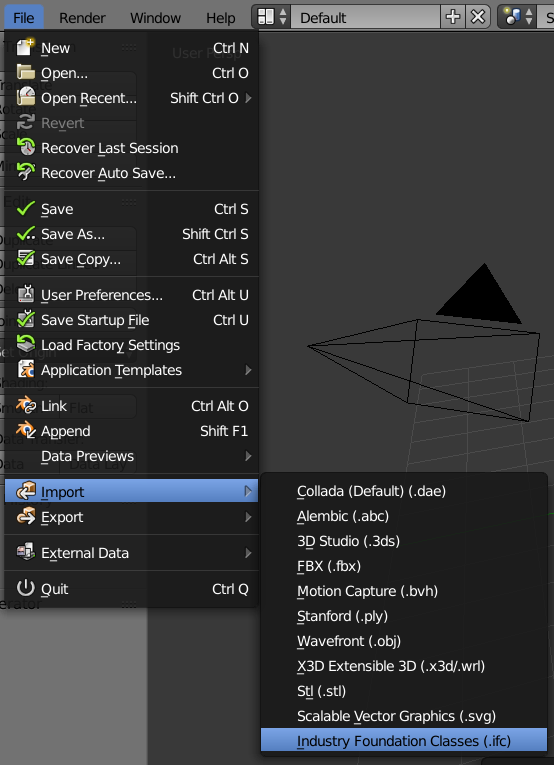 File Render Window Help Default S
User Persp
New Ctrl N
Open... Ctrl O
Open Recent... Shift Ctrl O
Revert
Recover Last Session
Recover Auto Save...
Save Ctrl S
Save As... Shift Ctrl S
Save Copy... Ctrl Alt S
User Preferences... Ctrl Alt U
Save Startup File Ctrl U
Load Factory Settings
Application Templates
Link Ctrl Alt O
Append Shift F1
Data Previews
Import
Export
External Data
Quit Ctrl Q
Collada (Default) (.dae)
Alembic (.abc)
3D Studio (.3ds)
FBX (.fbx)
Motion Capture (.bvh)
Stanford (.ply)
Wavefront (.obj)
X3D Extensible 3D (.x3d/.wrl)
Stl (.stl)
Scalable Vector Graphics (.svg)
Industry Foundation Classes (.ifc)